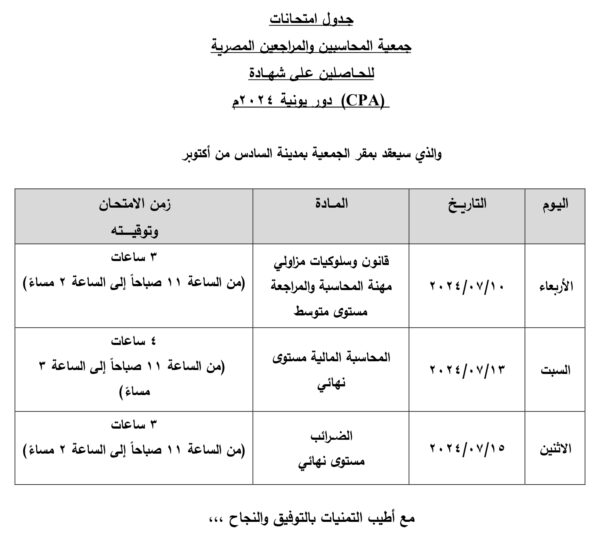 جدول امتحانات
جمعية المحاسبين والمراجعين المصرية
للحاصلين على شهادة
(CPA) دور يونية ٢٠٢٤م
والذي سيعقد بمقر الجمعية بمدينة السادس من أكتوبر
اليوم التاريخ المادة زمن الامتحان
وتوقيته
الأربعاء ٢٠٢٤/٠٧/١٠ قانون وسلوكيات مزاولي
مهنة المحاسبة والمراجعة
مستوى متوسط
٣ ساعات
(من الساعة ١١ صباحاً إلى الساعة ٢ مساءً)
السبت ٢٠٢٤/٠٧/١٣ المحاسبة المالية مستوى
نهائي
٤ ساعات
(من الساعة ١١ صباحاً إلى الساعة ٣
مساءً)
الاثنين ٢٠٢٤/٠٧/١٥ الضرائب
مستوى نهائي
٣ ساعات
(من الساعة ١١ صباحاً إلى الساعة ٢ مساءً)
مع أطيب التمنيات بالتوفيق والنجاح ،،،